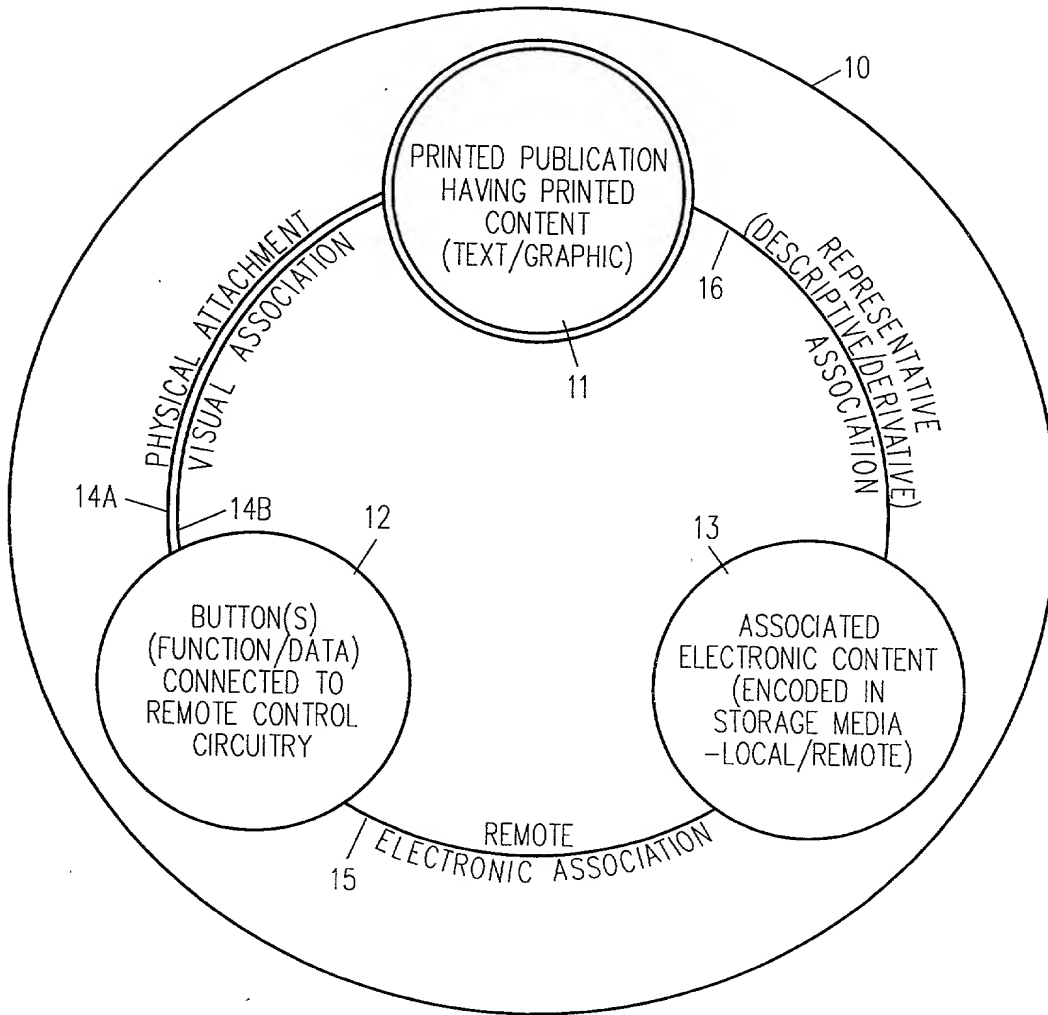 10
PRINTED PUBLICATION
HAVING PRINTED
CONTENT
(TEXT/GRAPHIC)
11
PHYSICAL ATTACHMENT
VISUAL ASSOCIATION
16
REPRESENTATIVE
(DESCRIPTIVE/DERIVATIVE)
ASSOCIATION
14A
14B
12
BUTTON(S)
(FUNCTION/DATA)
CONNECTED TO
REMOTE CONTROL
CIRCUITRY
13
ASSOCIATED
ELECTRONIC CONTENT
(ENCODED IN
STORAGE MEDIA
-LOCAL/REMOTE)
15
REMOTE
ELECTRONIC ASSOCIATION